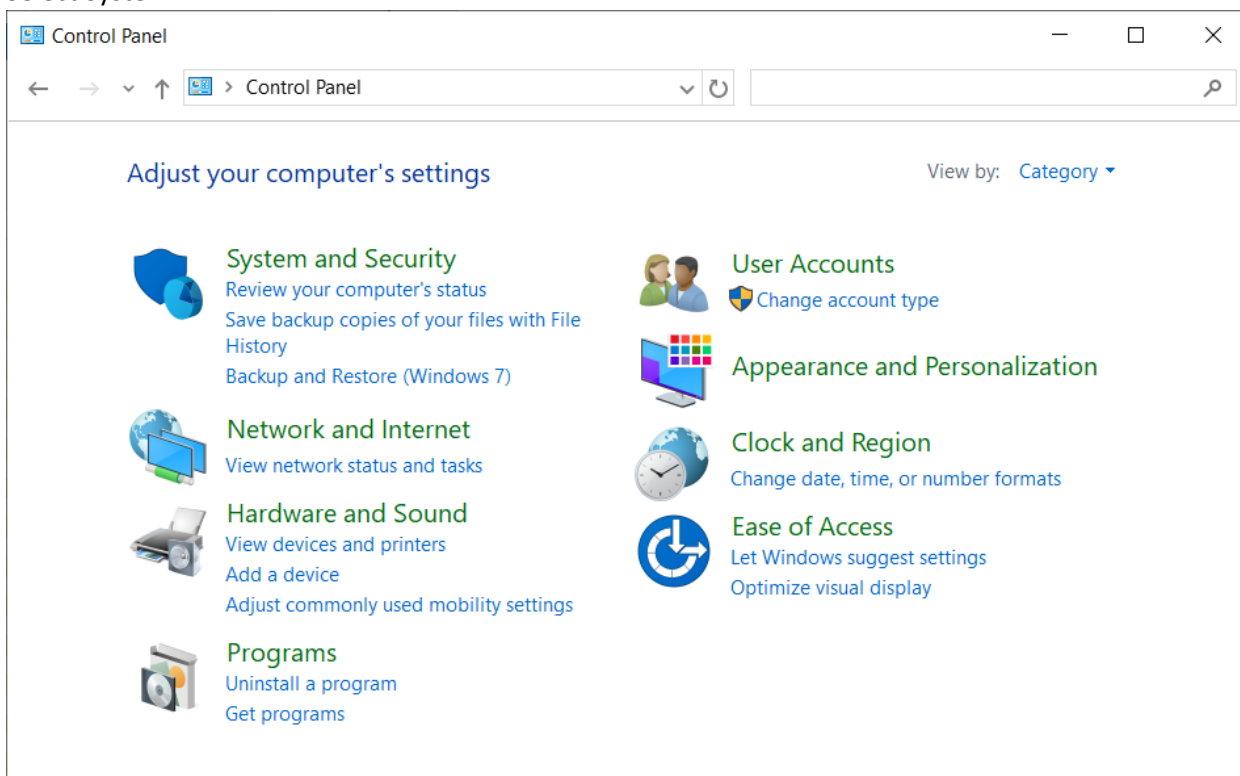 Control Panel
Control Panel
Adjust your computer's settings
View by: Category
System and Security
Review your computer's status
Save backup copies of your files with File
History
Backup and Restore (Windows 7)
Network and Internet
View network status and tasks
Hardware and Sound
View devices and printers
Add a device
Adjust commonly used mobility settings
Programs
Uninstall a program
Get programs
User Accounts
Change account type
Appearance and Personalization
Clock and Region
Change date, time, or number formats
Ease of Access
Let Windows suggest settings
Optimize visual display